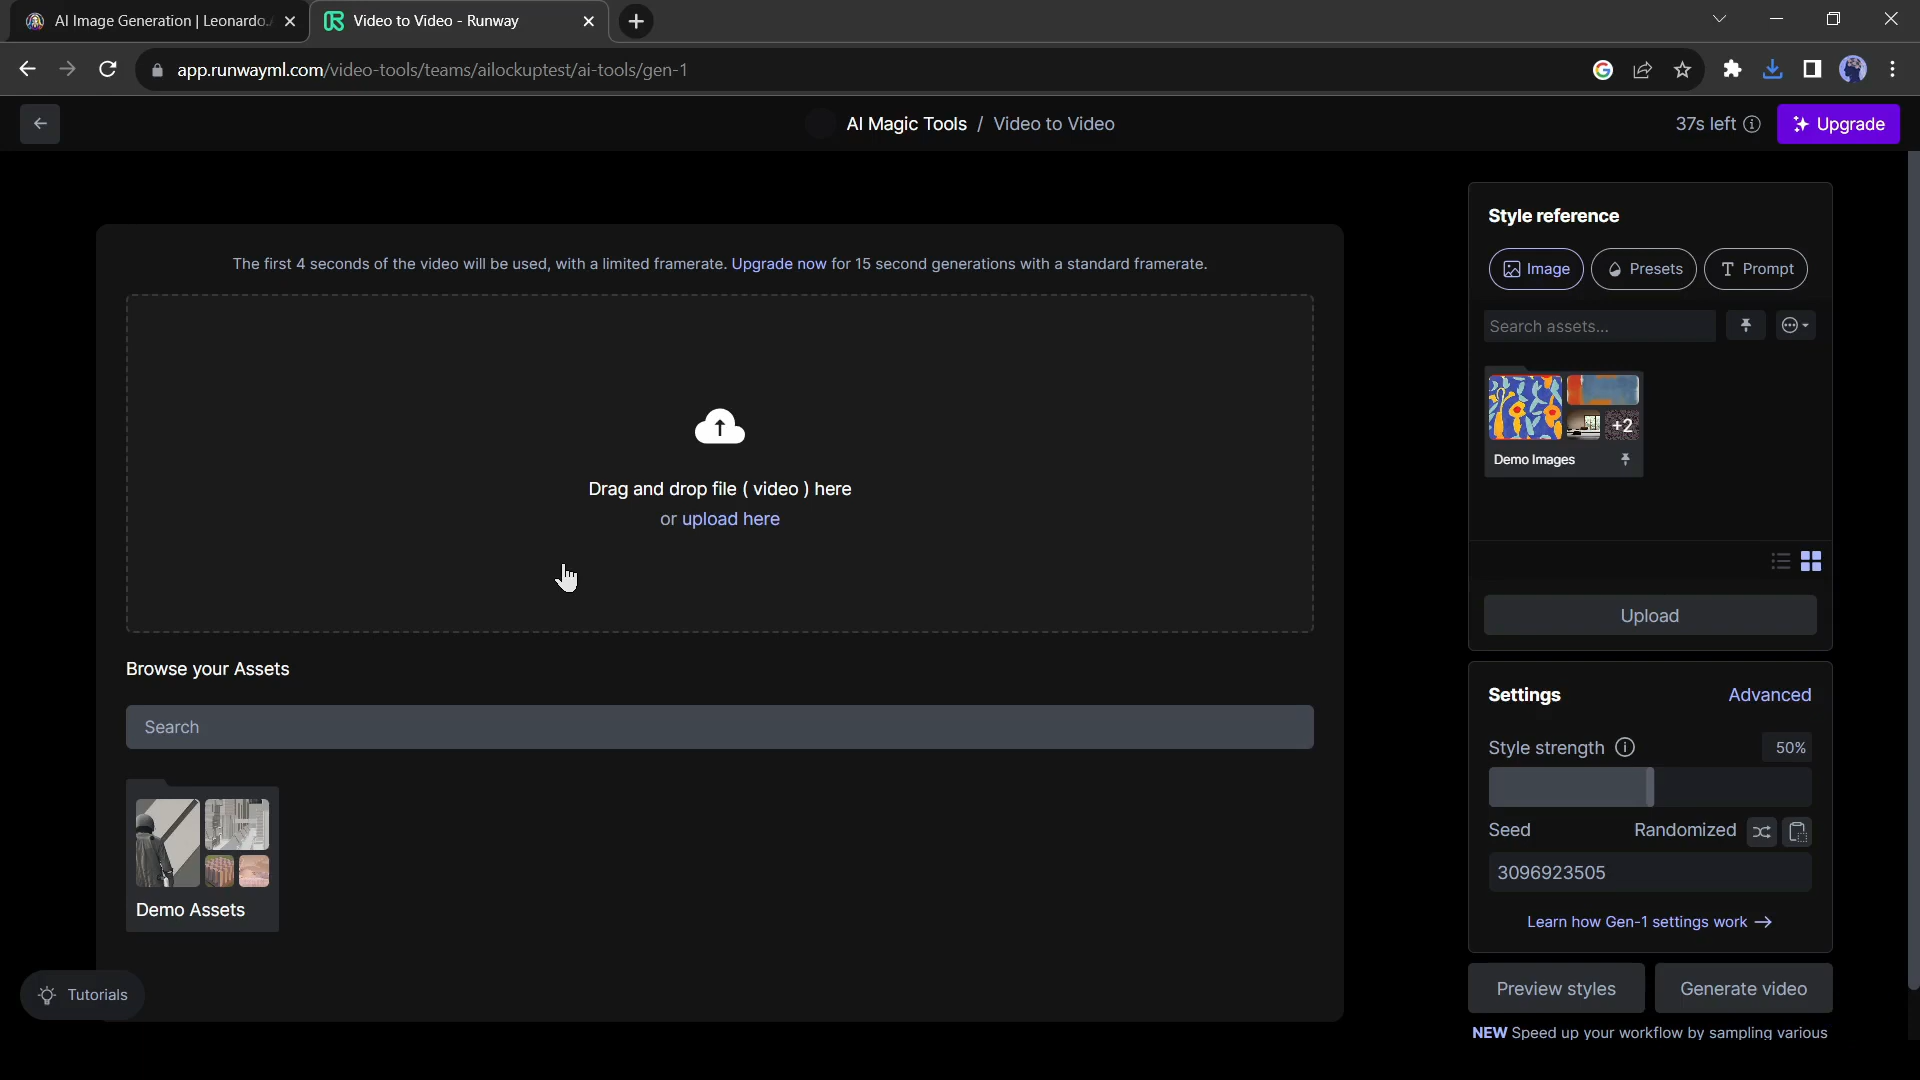 AI Image Generation | Leonardo.
Video to Video - Runway
app.runwayml.com/video-tools/teams/ailockuptest/ai-tools/gen-1
AI Magic Tools / Video to Video
37s left
Upgrade
The first 4 seconds of the video will be used, with a limited framerate. Upgrade now for 15 second generations with a standard framerate.
Drag and drop file ( video ) here
or upload here
Browse your Assets
Search
Demo Assets
Tutorials
Style reference
Image
Presets
Prompt
Search assets...
+2
Demo Images
Upload
Settings
Advanced
Style strength
50%
Seed
Randomized
3096923505
Learn how Gen-1 settings work
Preview styles
Generate video
NEW Speed up your workflow by sampling various